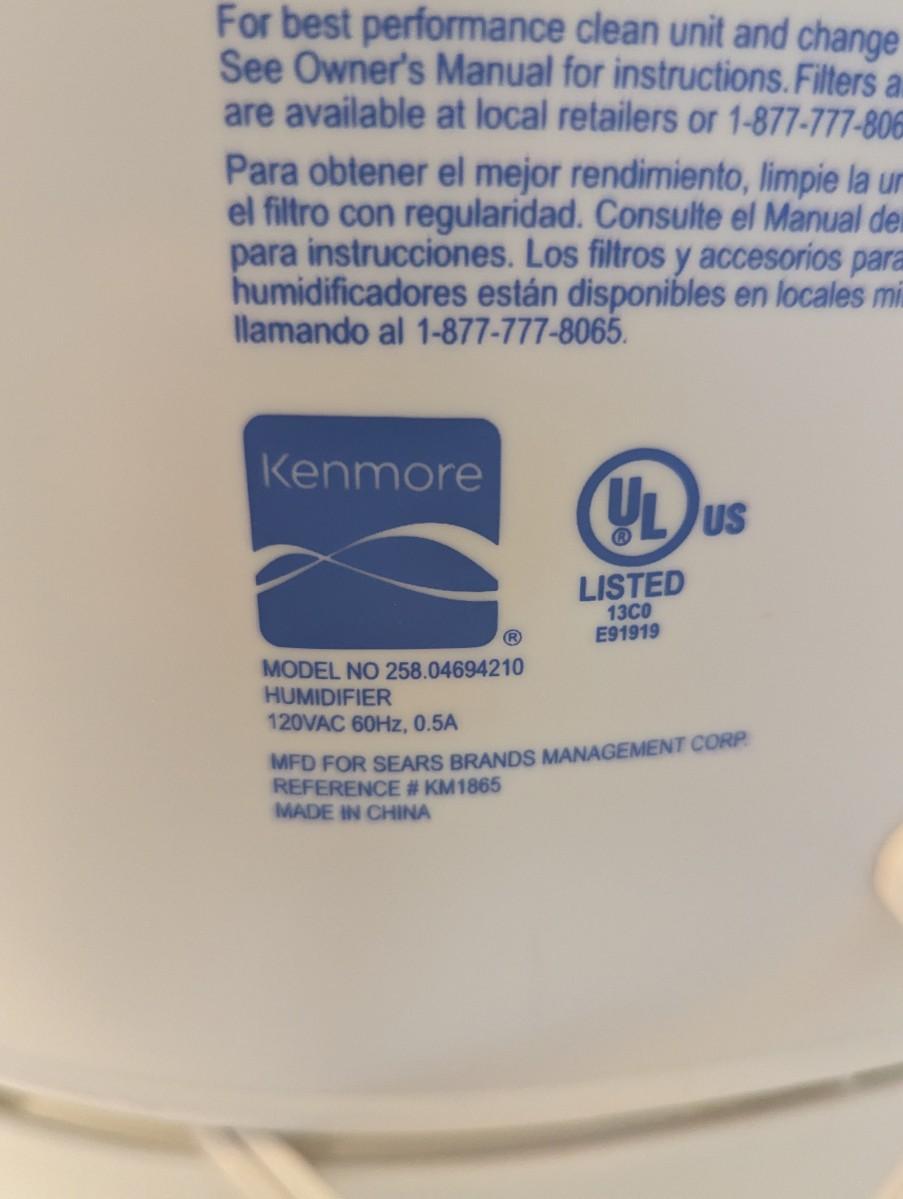 For best performance clean unit and change
See Owner's Manual for instructions. Filters a
are available at local retailers or 1-877-777-806
Para obtener el mejor rendimiento, limpie la un
el filtro con regularidad. Consulte el Manual del
para instrucciones. Los filtros y accesorios para
humidificadores están disponibles en locales mi
llamando al 1-877-777-8065.
Kenmore
®
UL
®
US
LISTED
13C0
E91919
MODEL NO 258.04694210
HUMIDIFIER
120VAC 60Hz, 0.5A
MFD FOR SEARS BRANDS MANAGEMENT CORP.
REFERENCE # KM1865
MADE IN CHINA